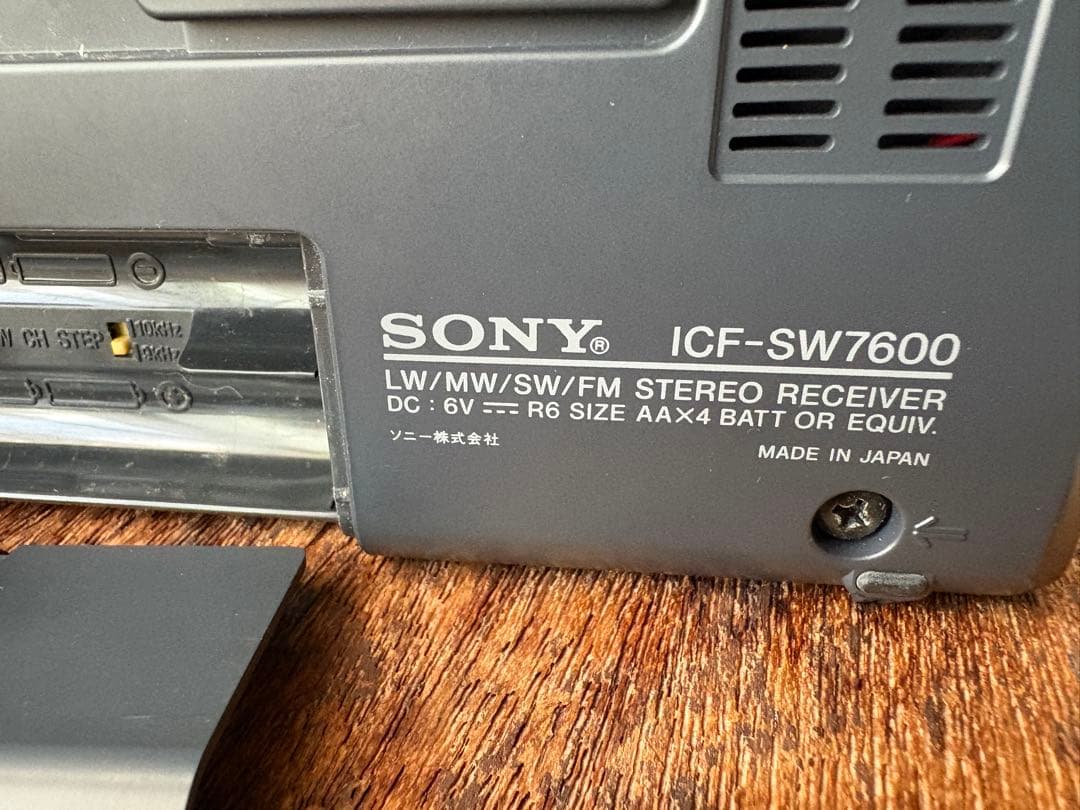 SONY® ICF-SW7600
LW/MW/SW/FM STEREO RECEIVER
DC : 6V ⎓ R6 SIZE AA×4 BATT OR EQUIV.
ソニー株式会社
MADE IN JAPAN
CH STEP
10kHz
9kHz